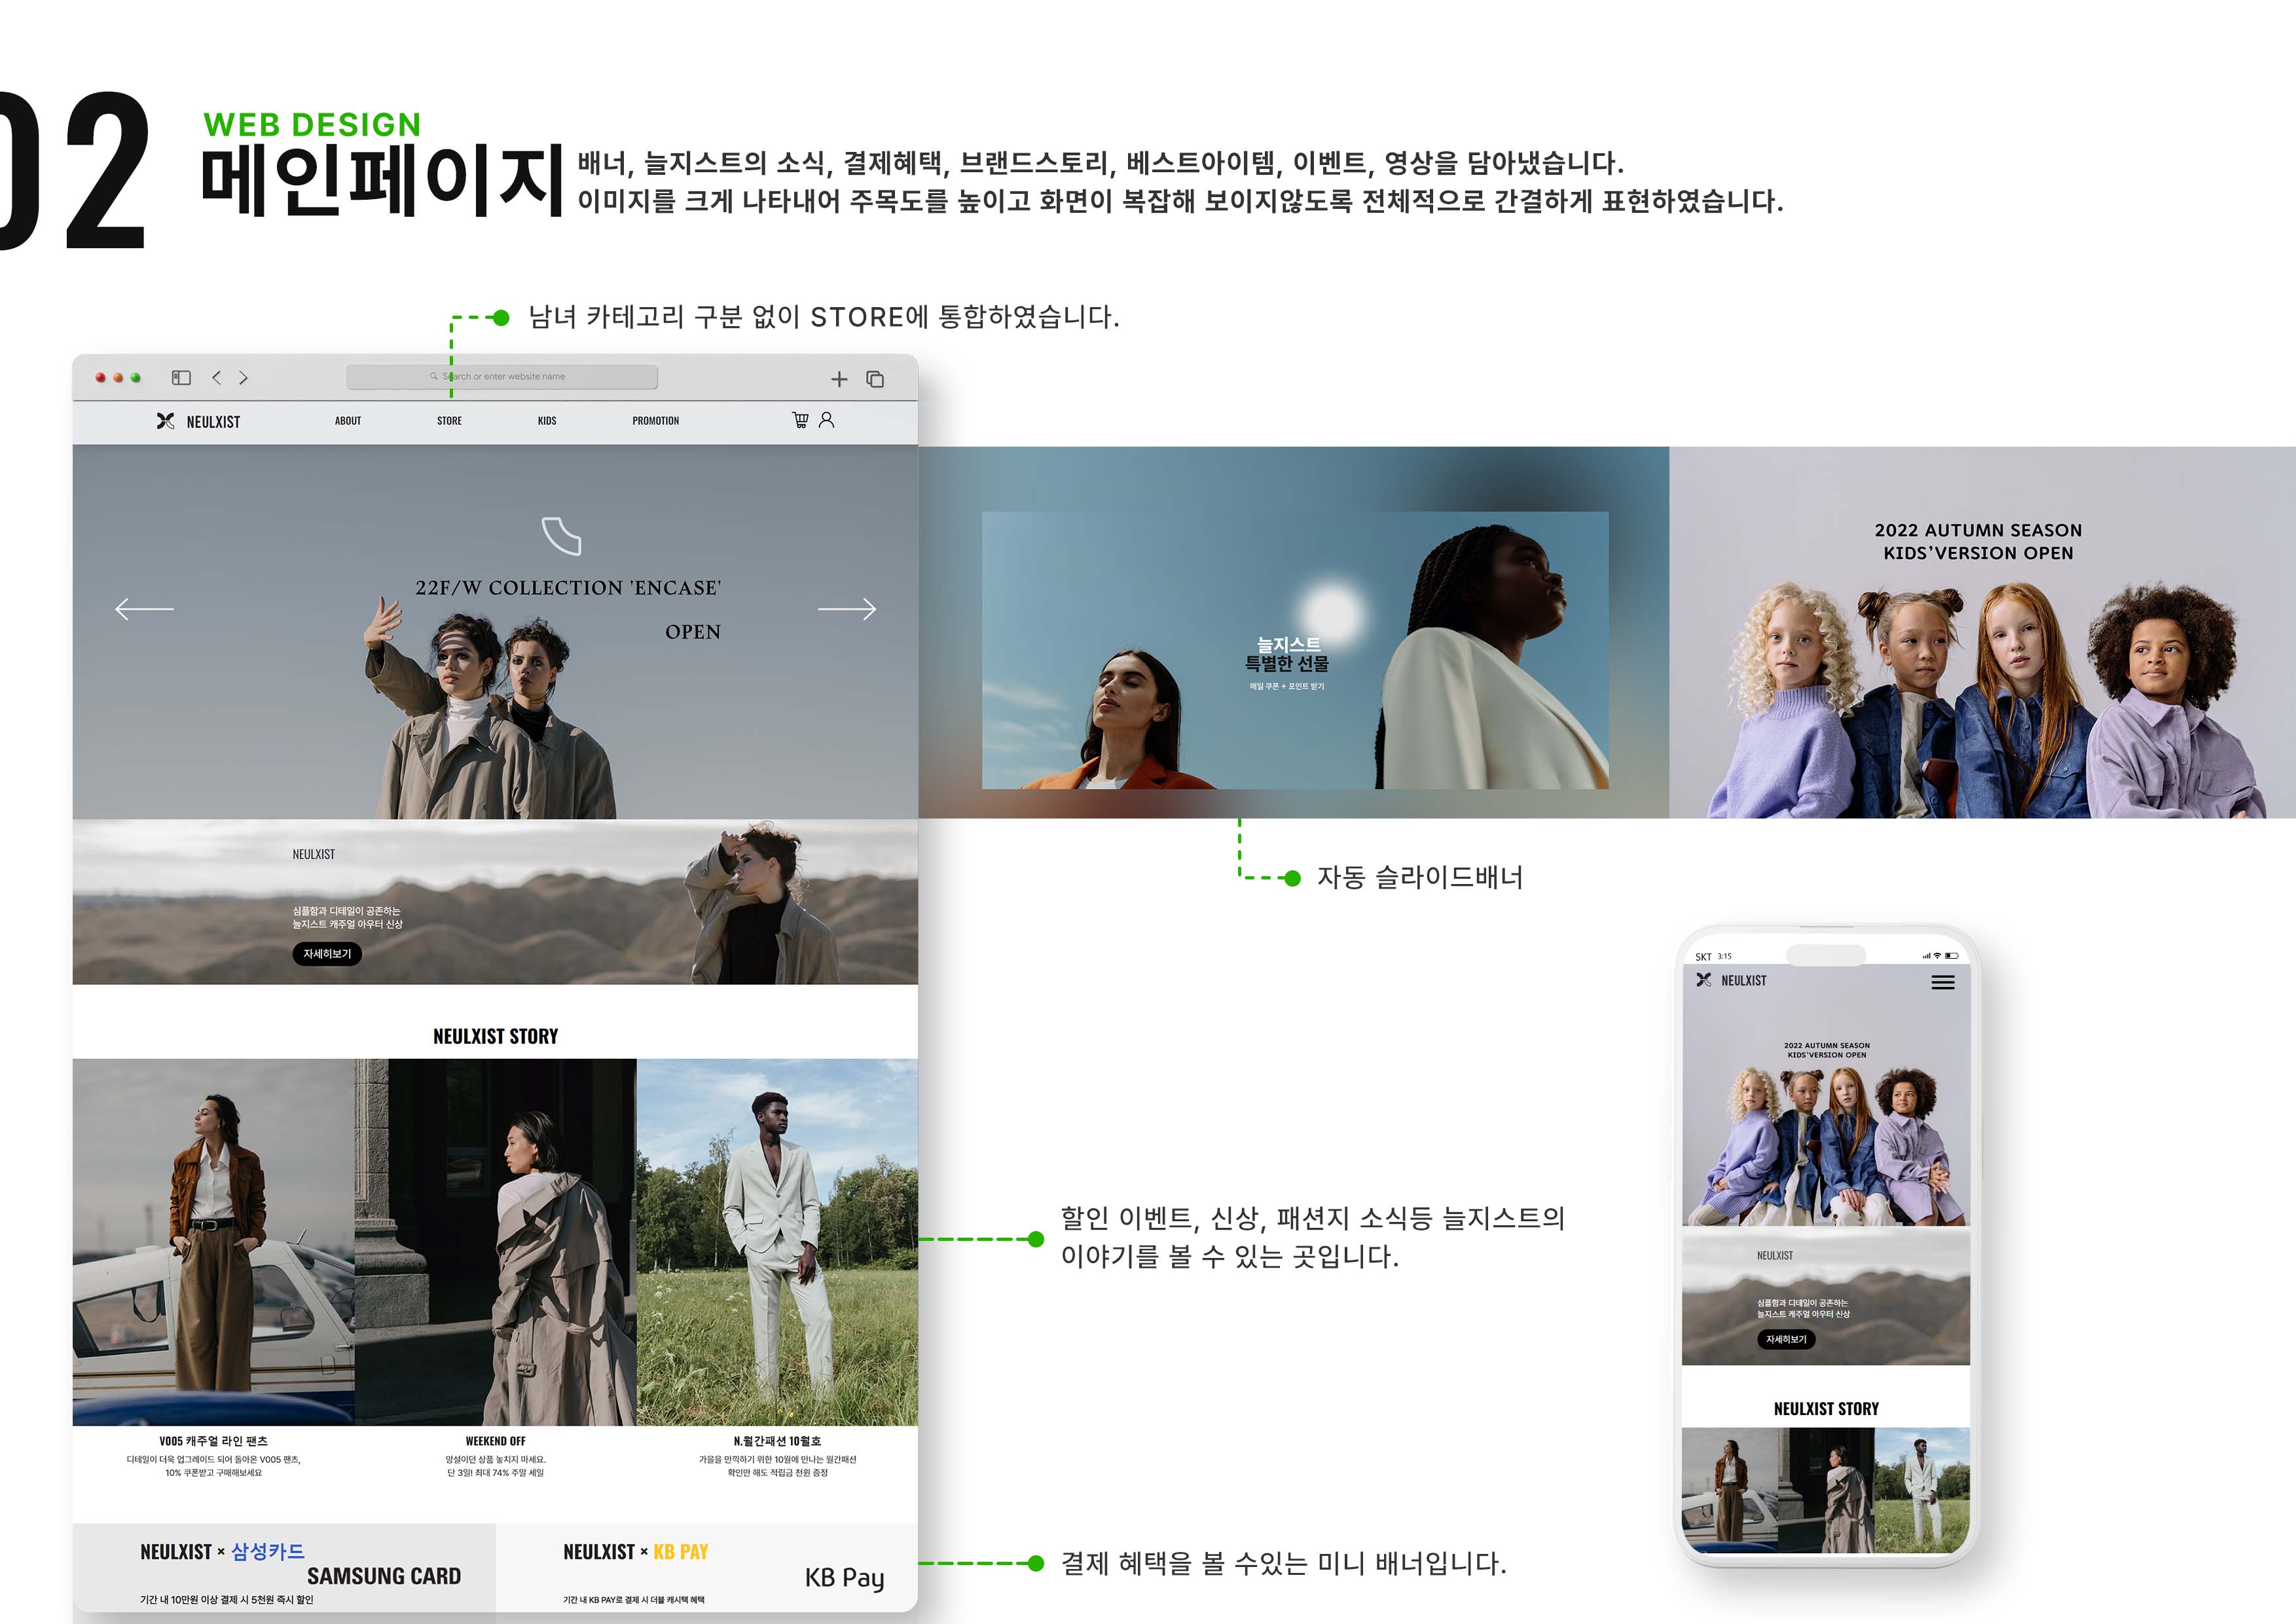 02
WEB DESIGN
메인페이지
배너, 늘지스트의 소식, 결제혜택, 브랜드스토리, 베스트아이템, 이벤트, 영상을 담아냈습니다.
이미지를 크게 나타내어 주목도를 높이고 화면이 복잡해 보이지않도록 전체적으로 간결하게 표현하였습니다.
남녀 카테고리 구분 없이 STORE에 통합하였습니다.
Search or enter website name
NEULXIST ABOUT STORE KIDS PROMOTION
22F/W COLLECTION 'ENCASE'
OPEN
늘지스트
특별한 선물
매일 쿠폰 + 포인트 받기
2022 AUTUMN SEASON
KIDS'VERSION OPEN
자동 슬라이드배너
NEULXIST
심플함과 디테일이 공존하는
늘지스트 캐주얼 아우터 신상
자세히보기
NEULXIST STORY
할인 이벤트, 신상, 패션지 소식등 늘지스트의
이야기를 볼 수 있는 곳입니다.
V005 캐주얼 라인 팬츠
디테일이 더욱 업그레이드 되어 돌아온 V005 팬츠,
10% 쿠폰받고 구매해보세요
WEEKEND OFF
망설이던 상품 놓치지 마세요.
단 3일! 최대 74% 주말 세일
N.월간패션 10월호
가을을 만끽하기 위한 10월에 만나는 월간패션
확인만 해도 적립금 천원 증정
NEULXIST × 삼성카드
SAMSUNG CARD
기간 내 10만원 이상 결제 시 5천원 즉시 할인
NEULXIST × KB PAY
KB Pay
기간 내 KB PAY로 결제 시 더블 캐시택 혜택
결제 혜택을 볼 수있는 미니 배너입니다.
SKT 3:15
NEULXIST
2022 AUTUMN SEASON
KIDS'VERSION OPEN
NEULXIST
심플함과 디테일이 공존하는
늘지스트 캐주얼 아우터 신상
자세히보기
NEULXIST STORY